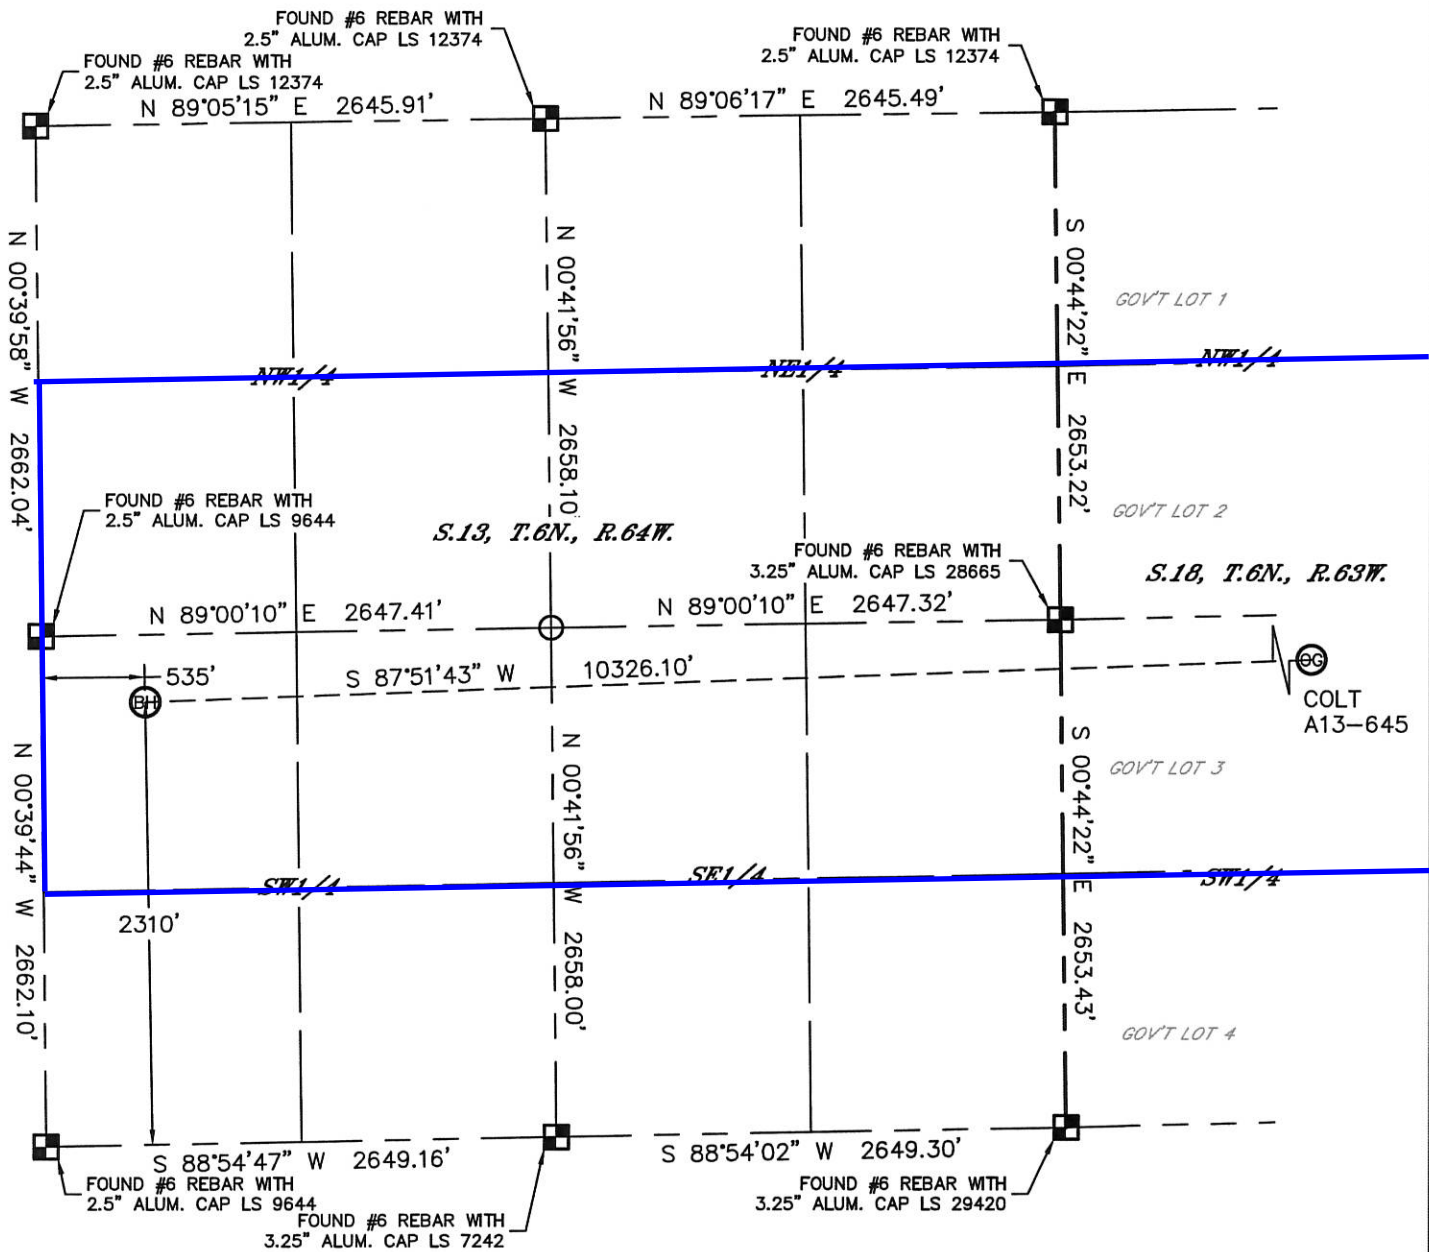 FOUND #6 REBAR WITH
2.5" ALUM. CAP LS 12374
FOUND #6 REBAR WITH
2.5" ALUM. CAP LS 12374
FOUND #6 REBAR WITH
2.5" ALUM. CAP LS 12374
N 89°05'15" E 2645.91'
N 89°06'17" E 2645.49'
N 00°39'58" W 2662.04'
N 00°41'56" W 2658.10'
S 00°44'22" E 2653.22'
GOV'T LOT 1
NW1/4
NE1/4
NW1/4
FOUND #6 REBAR WITH
2.5" ALUM. CAP LS 9644
GOV'T LOT 2
S.13, T.6N., R.64W.
FOUND #6 REBAR WITH
3.25" ALUM. CAP LS 28665
S.18, T.6N., R.63W.
N 89°00'10" E 2647.41'
N 89°00'10" E 2647.32'
535'
S 87°51'43" W 10326.10'
OG
BH
COLT
A13-645
N 00°39'44" W 2662.10'
N 00°41'56" W 2658.00'
S 00°44'22" E 2653.43'
GOV'T LOT 3
SW1/4
SE1/4
SW1/4
2310'
GOV'T LOT 4
S 88°54'47" W 2649.16'
S 88°54'02" W 2649.30'
FOUND #6 REBAR WITH
2.5" ALUM. CAP LS 9644
FOUND #6 REBAR WITH
3.25" ALUM. CAP LS 29420
FOUND #6 REBAR WITH
3.25" ALUM. CAP LS 7242